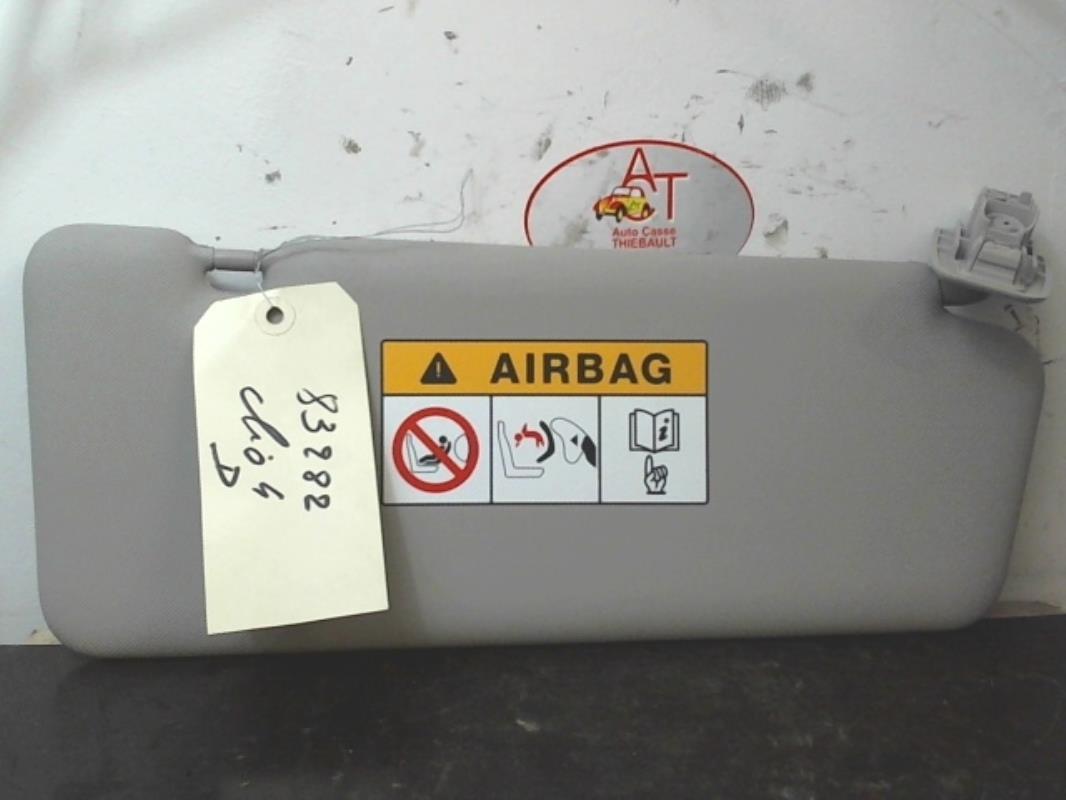 AT
Auto Casse
THIEBAULT
AIRBAG
83282
Clio 4
D